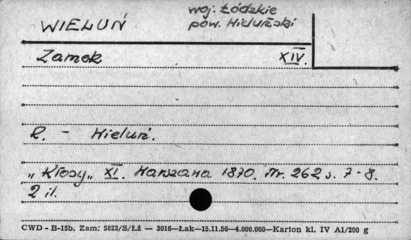 WIELUŃ
woj. Łódzkie
pow. Wieluński
Zamek XIV.
R. - Wieluń.
„Kłosy" XI. Warszawa 1870. Nr. 262 s. 7-8.
2 il.
CWD - B-15b. Zam: 5323/S/Łż — 3016—Łak—15.11.56—4.000.000—Karton kl. IV A1/200 g